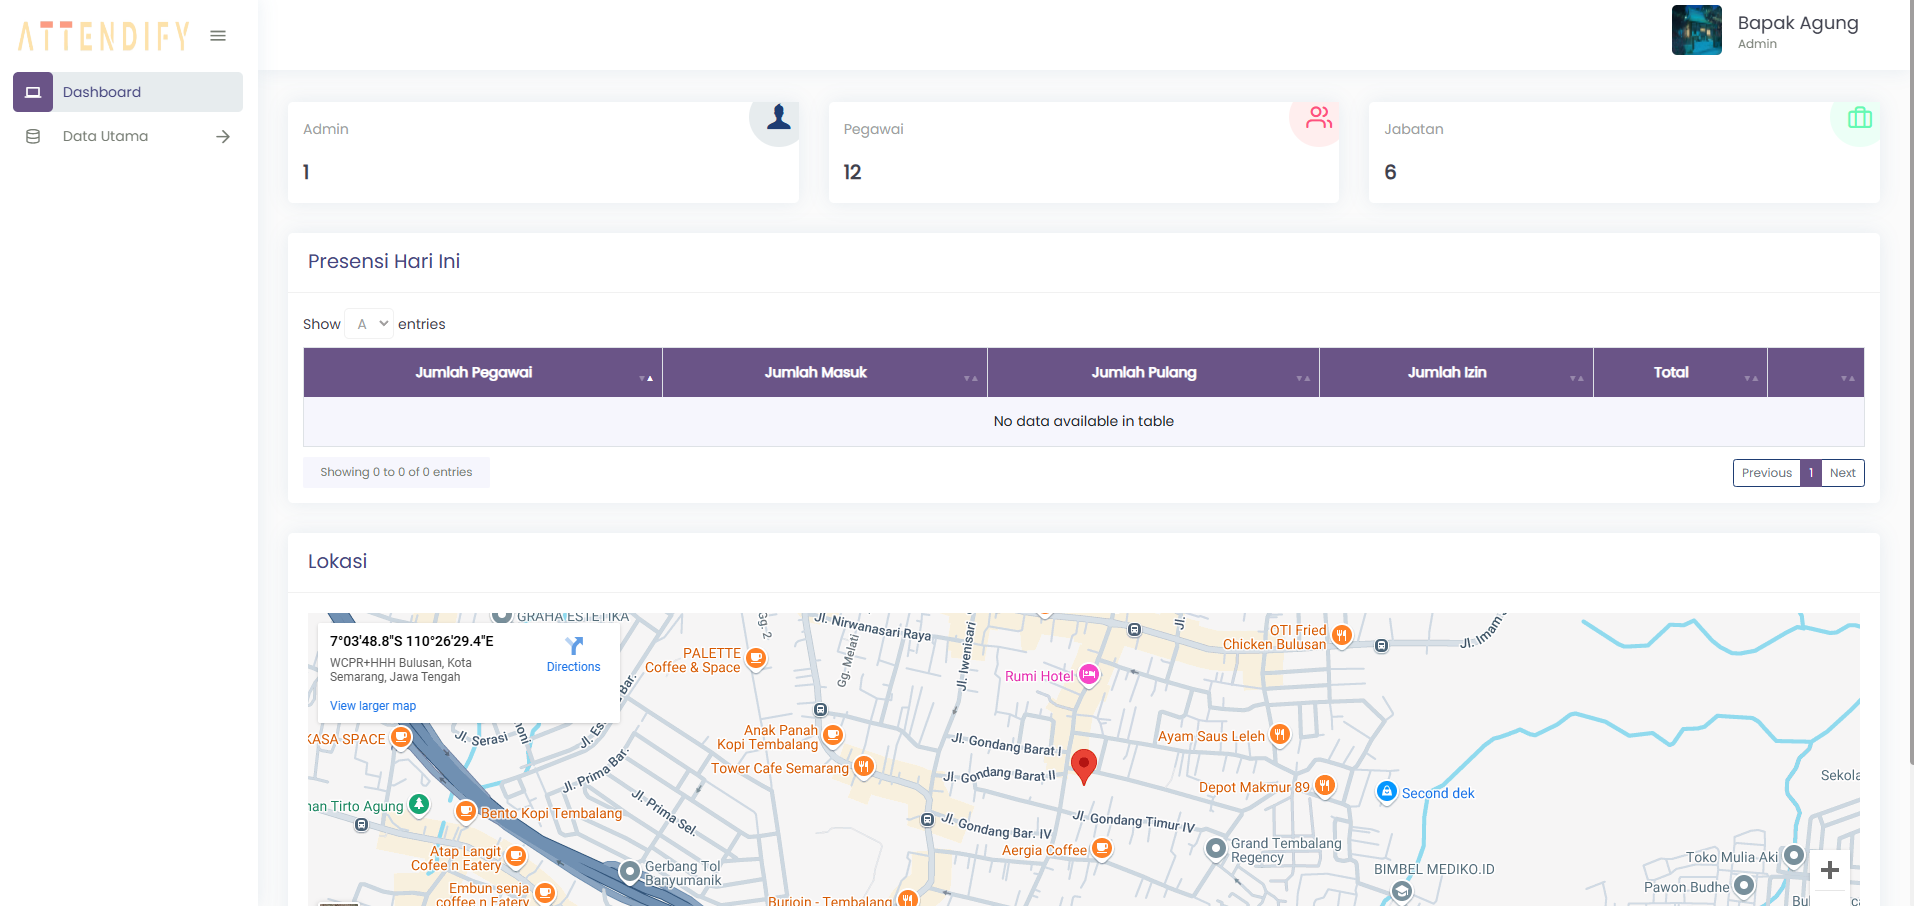 ATTENDIFY
Bapak Agung
Admin
Dashboard
Data Utama
Admin
1
Pegawai
12
Jabatan
6
Presensi Hari Ini
Show A entries
Jumlah Pegawai Jumlah Masuk Jumlah Pulang Jumlah Izin Total
No data available in table
Showing 0 to 0 of 0 entries
Previous 1 Next
Lokasi
7°03'48.8"S 110°26'29.4"E
WCPR+HHH Bulusan, Kota
Semarang, Jawa Tengah
Directions
View larger map
GRAHA ESTETIKA
Gg. 2
Jl. Nirwanasari Raya
Gg. Melati
Jl. Iwenisari
Jl.
OTI Fried
Chicken Bulusan
Jl. Imam
PALETTE
Coffee & Space
Rumi Hotel
KASA SPACE
Jl. Serasi
Bar.
Anak Panah
Kopi Tembalang
Jl. Gondang Barat I
Ayam Saus Leleh
Tower Cafe Semarang
Jl. Gondang Barat II
Jl. Prima Bar.
Depot Makmur 89
Second dek
Sekola
Jl. Prima Sel.
Tirto Agung
Bento Kopi Tembalang
Jl. Gondang Bar. IV
Jl. Gondang Timur IV
Aergia Coffee
Grand Tembalang
Regency
Atap Langit
Cofee n Eatery
Gerbang Tol
Banyumanik
BIMBEL MEDIKO.ID
Toko Mulia Aki
Embun senja
coffee n Eatery
Pawon Budhe
Burjoin - Tembalang